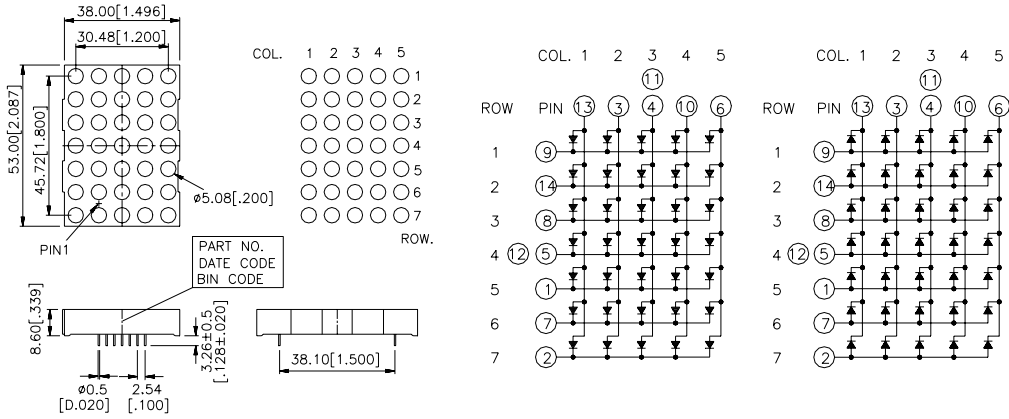 38.00[1.496]
30.48[1.200]
53.00[2.087]
45.72[1.800]
ø5.08[.200]
PIN1
COL. 1 2 3 4 5
1
2
3
4
5
6
7
ROW.
PART NO.
DATE CODE
BIN CODE
8.60[.339]
3.26±0.5
[.128±.020]
ø0.5
[D.020]
2.54
[.100]
38.10[1.500]
COL. 1 2 3 4 5
11
ROW PIN 13 3 4 10 6
1 9
2 14
3 8
4 12 5
5 1
6 7
7 2
COL. 1 2 3 4 5
11
ROW PIN 13 3 4 10 6
1 9
2 14
3 8
4 12 5
5 1
6 7
7 2